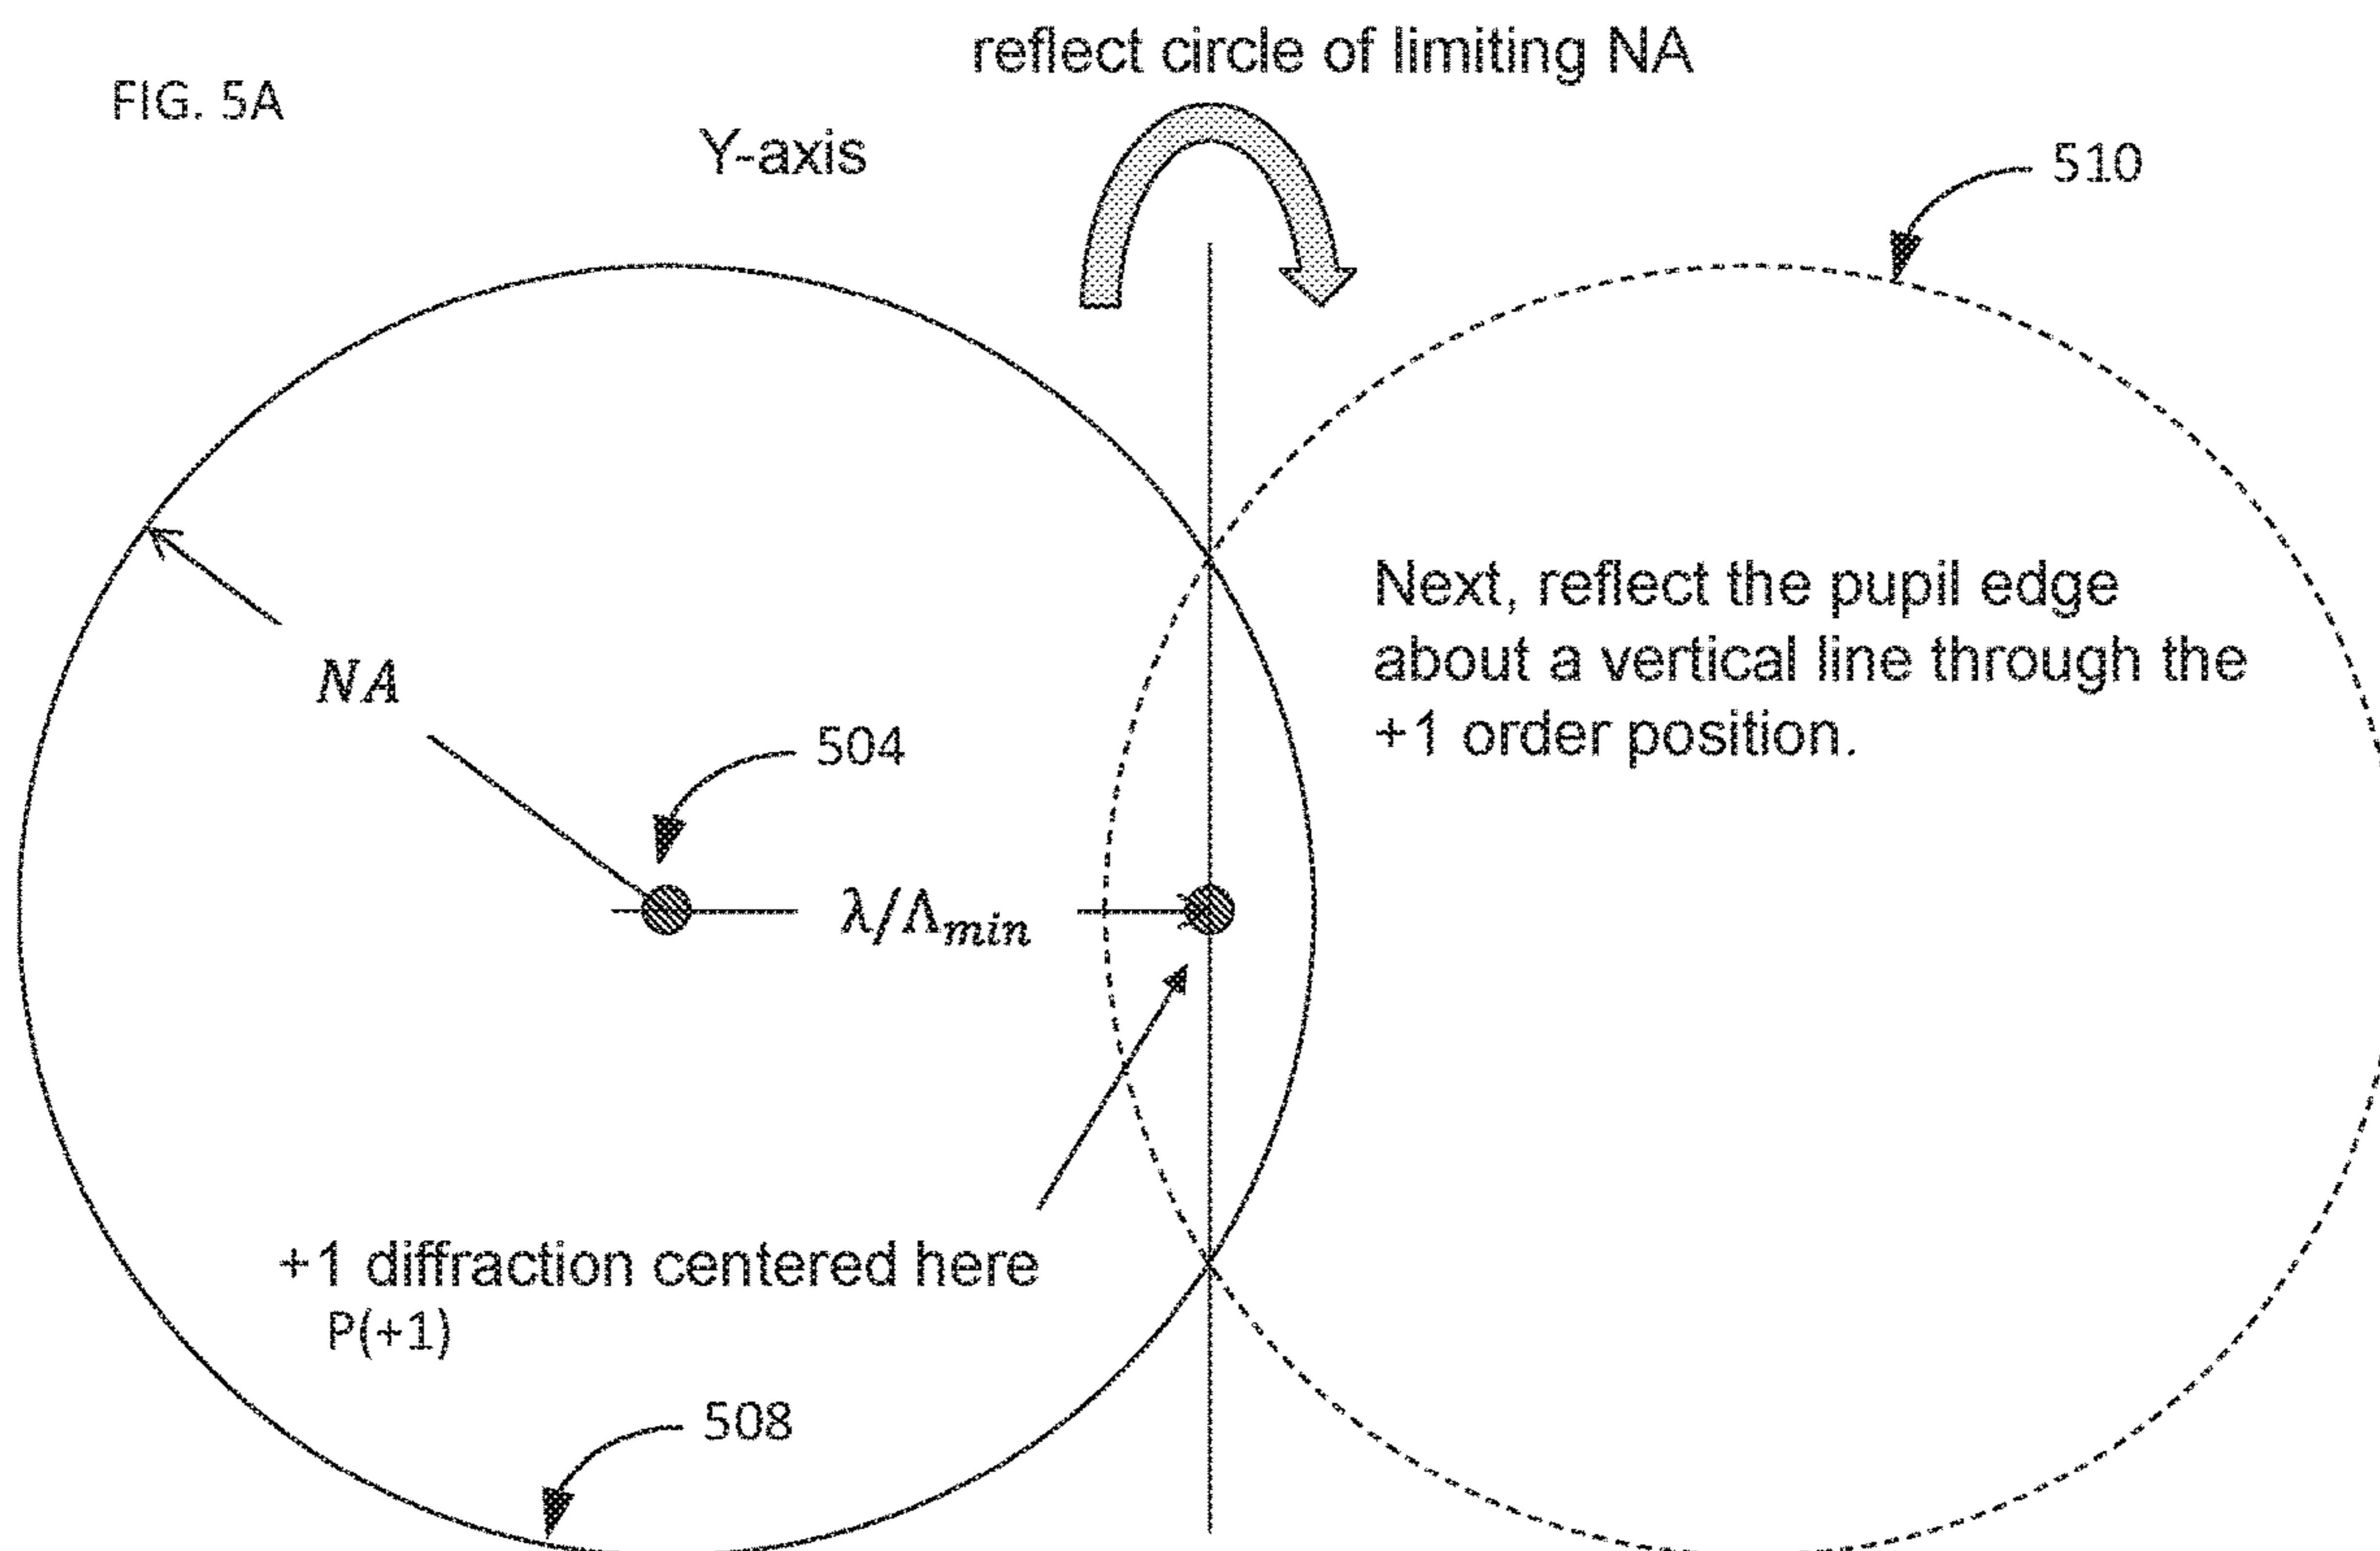 reflect circle of limiting NA
FIG. 5A
Y-axis
510
Next, reflect the pupil edge
about a vertical line through the
+1 order position.
NA
504
λ/Λmin
+1 diffraction centered here
P(+1)
508